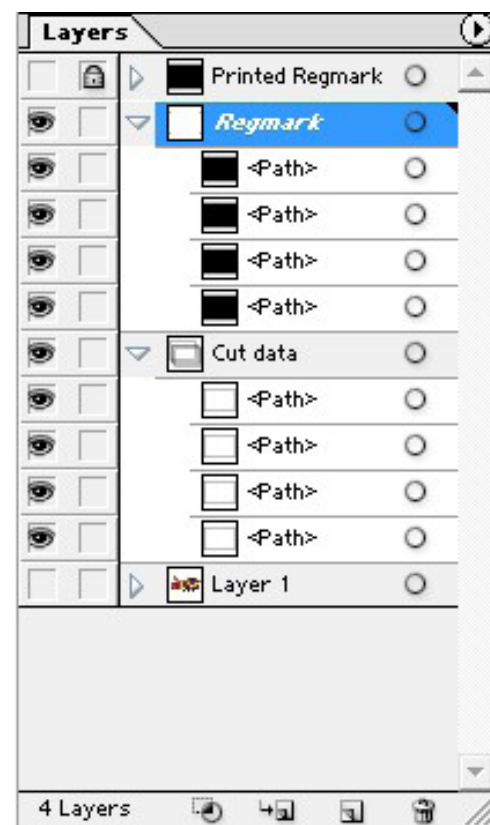 Layers
Printed Regmark
Regmark
<Path>
<Path>
<Path>
<Path>
Cut data
<Path>
<Path>
<Path>
<Path>
Layer 1
4 Layers